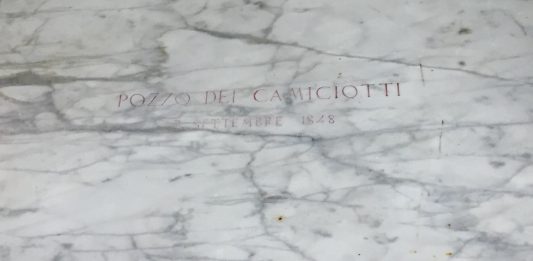 POZZO DEI CAMICIOTTI
SETTEMBRE 1848